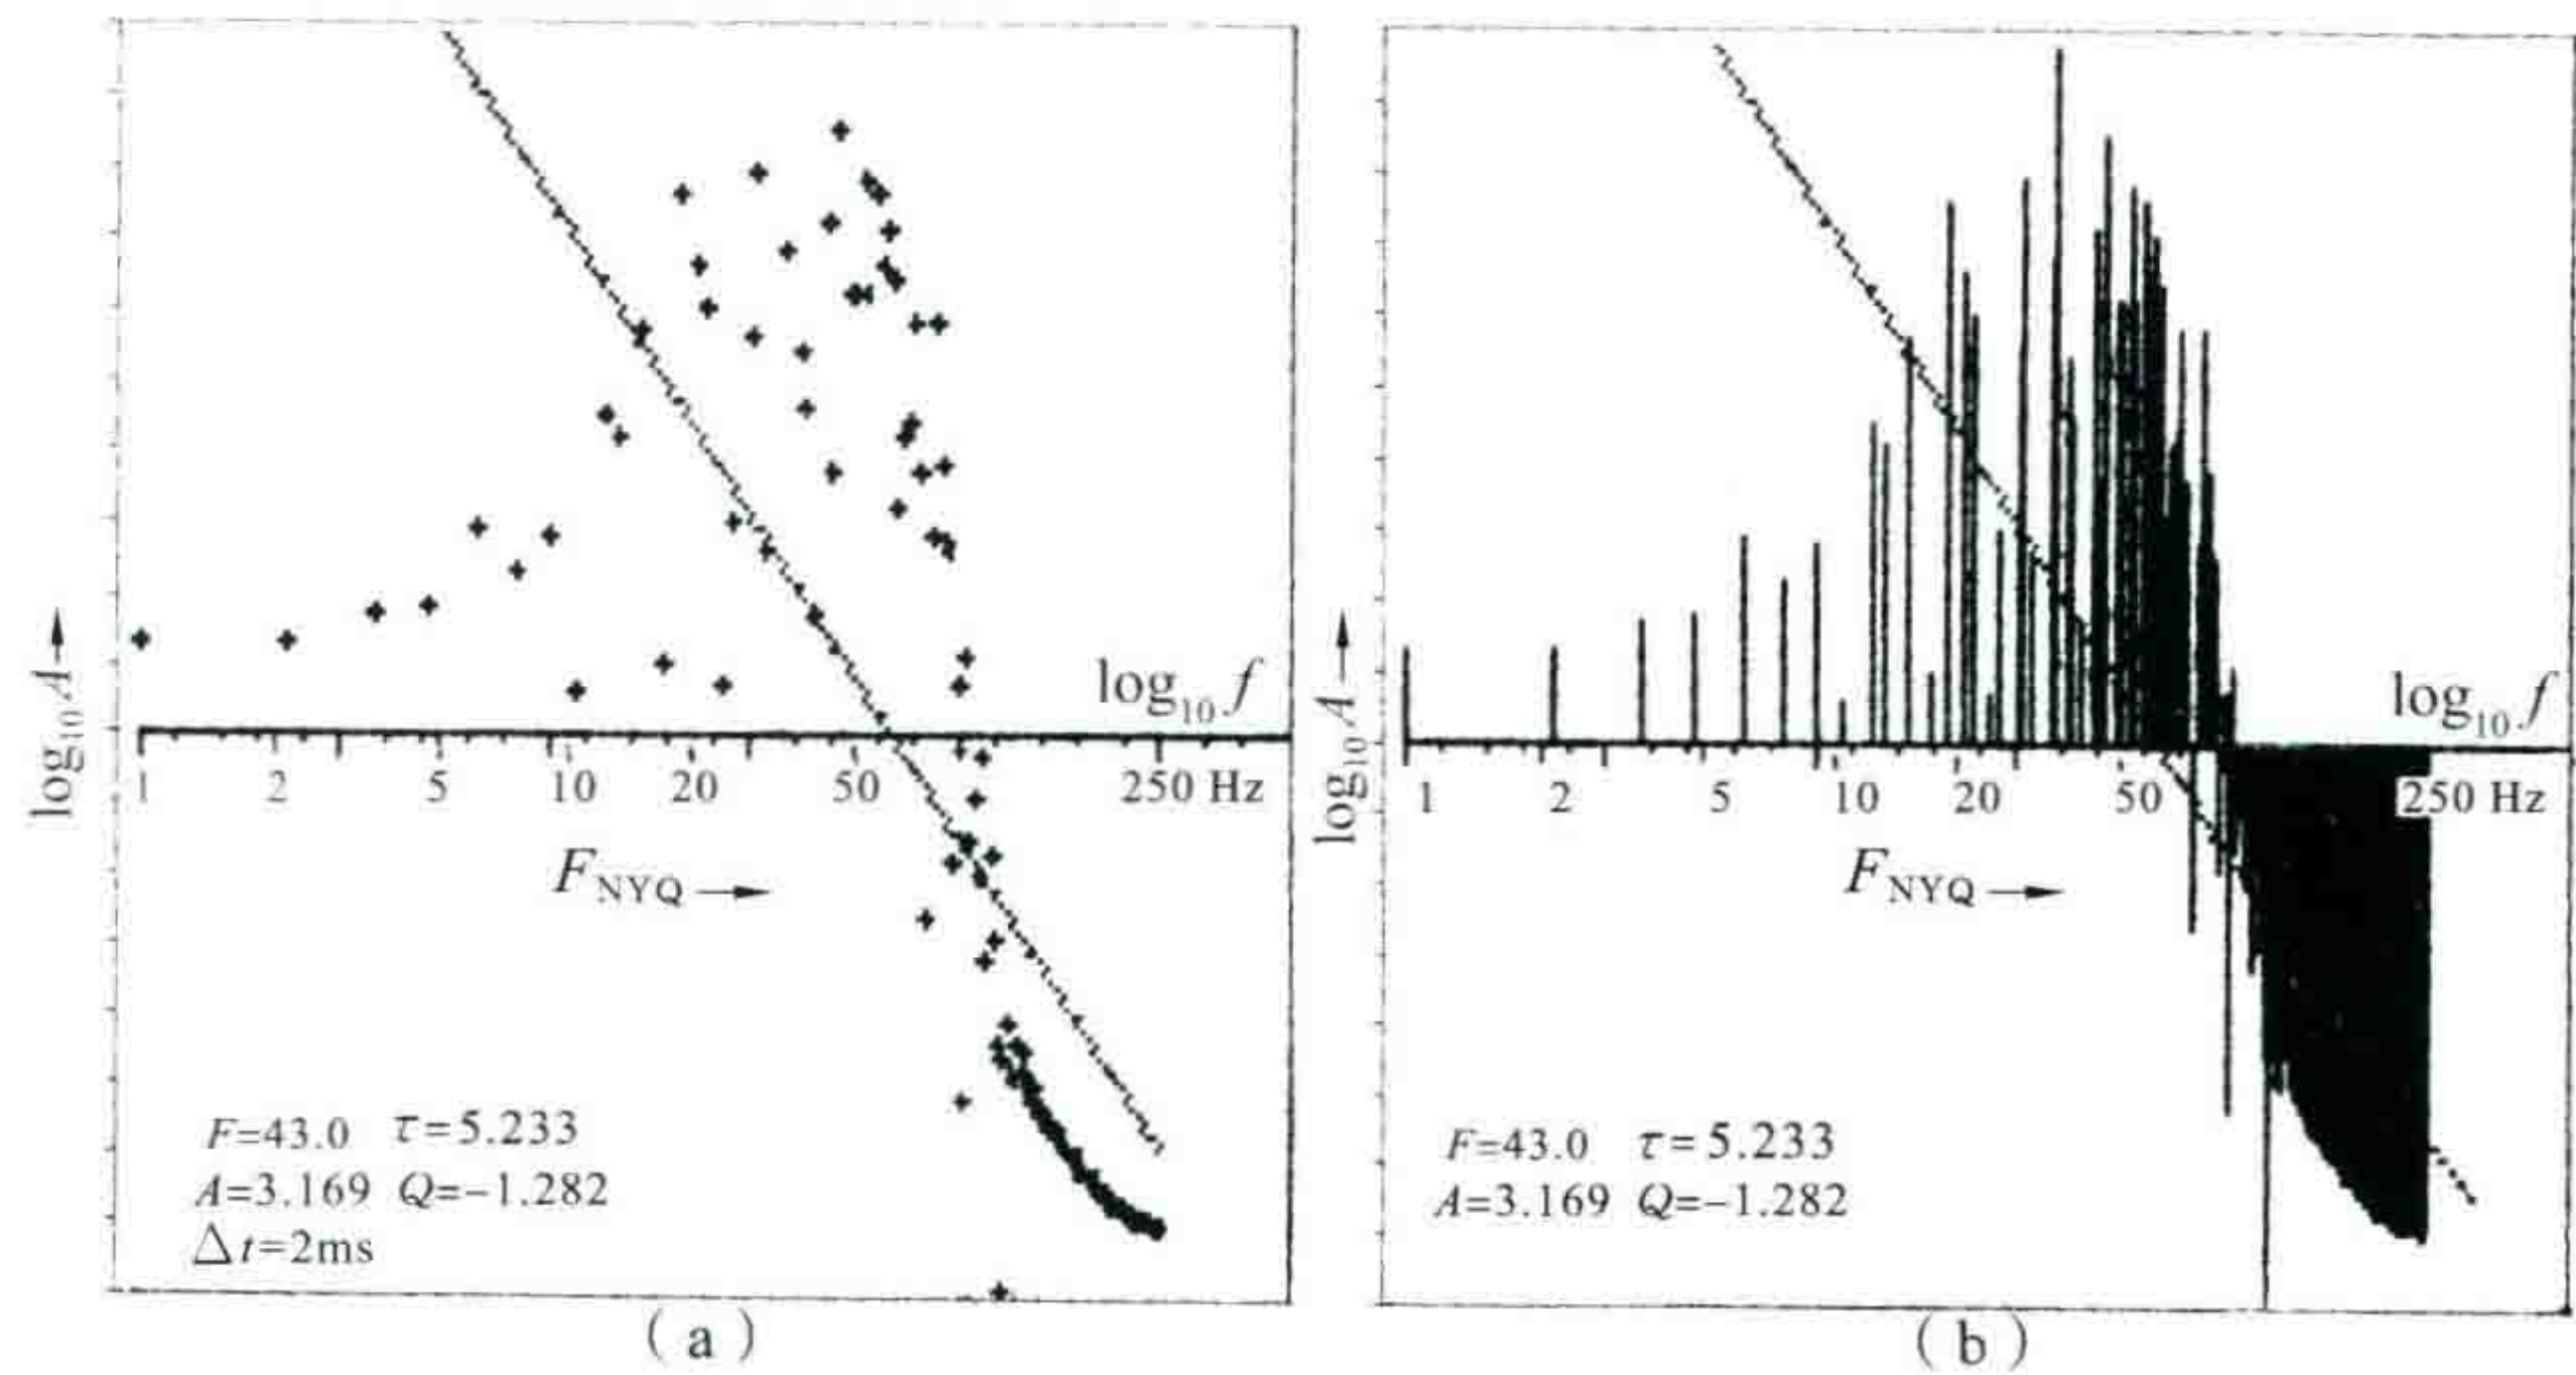 log₁₀A→
log₁₀ f
1 2 5 10 20 50 250 Hz
F_NYQ →
F=43.0 τ=5.233
A=3.169 Q=−1.282
Δt=2ms
(a)
log₁₀A→
log₁₀ f
1 2 5 10 20 50 250 Hz
F_NYQ →
F=43.0 τ=5.233
A=3.169 Q=−1.282
(b)